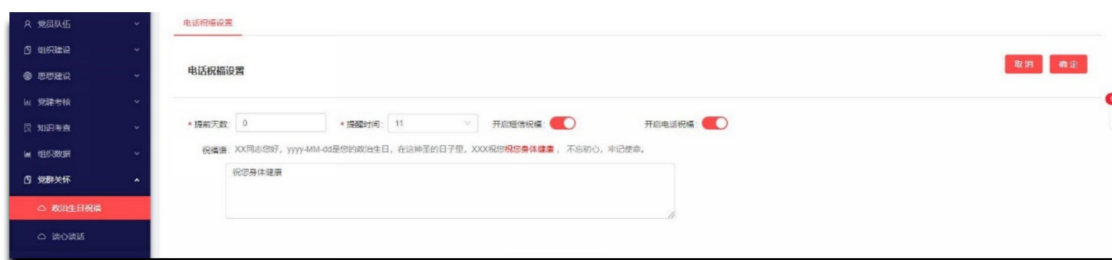 党员队伍
组织建设
思想建设
党建考核
知识考查
组织数据
党群关怀
政治生日祝福
谈心谈话
电话祝福设置
电话祝福设置
取消 确定
* 提前天数: 0 * 提醒时间: 11 开启短信祝福: 开启电话祝福:
祝福语: XX同志您好，yyyy-MM-dd是您的政治生日，在这神圣的日子里，XXX祝您祝您身体健康 ，不忘初心，牢记使命。
祝您身体健康